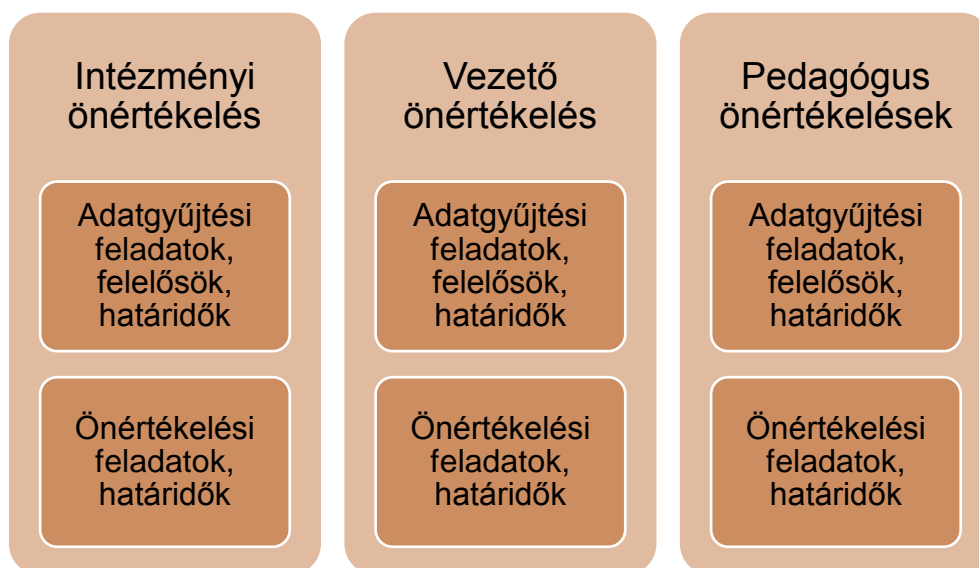 Intézményi
önértékelés
Adatgyűjtési
feladatok,
felelősök,
határidők
Önértékelési
feladatok,
határidők
Vezető
önértékelés
Adatgyűjtési
feladatok,
felelősök,
határidők
Önértékelési
feladatok,
határidők
Pedagógus
önértékelések
Adatgyűjtési
feladatok,
felelősök,
határidők
Önértékelési
feladatok,
határidők